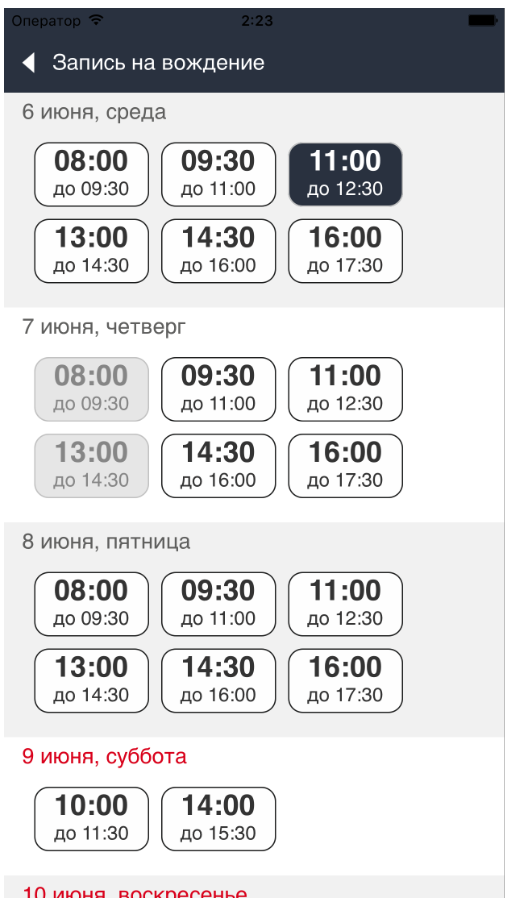 Оператор 2:23
Запись на вождение
6 июня, среда
08:00 09:30 11:00
до 09:30 до 11:00 до 12:30
13:00 14:30 16:00
до 14:30 до 16:00 до 17:30
7 июня, четверг
08:00 09:30 11:00
до 09:30 до 11:00 до 12:30
13:00 14:30 16:00
до 14:30 до 16:00 до 17:30
8 июня, пятница
08:00 09:30 11:00
до 09:30 до 11:00 до 12:30
13:00 14:30 16:00
до 14:30 до 16:00 до 17:30
9 июня, суббота
10:00 14:00
до 11:30 до 15:30
10 июня, воскресенье